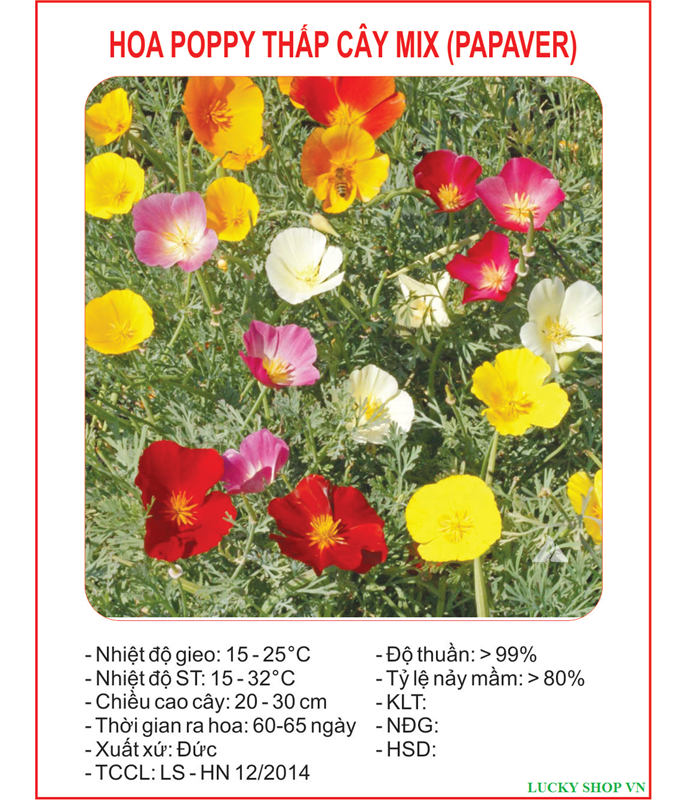 HOA POPPY THẤP CÂY MIX (PAPAVER)
- Nhiệt độ gieo: 15 - 25°C
- Nhiệt độ ST: 15 - 32°C
- Chiều cao cây: 20 - 30 cm
- Thời gian ra hoa: 60-65 ngày
- Xuất xứ: Đức
- TCCL: LS - HN 12/2014
- Độ thuần: > 99%
- Tỷ lệ nảy mầm: > 80%
- KLT:
- NĐG:
- HSD:
LUCKY SHOP VN